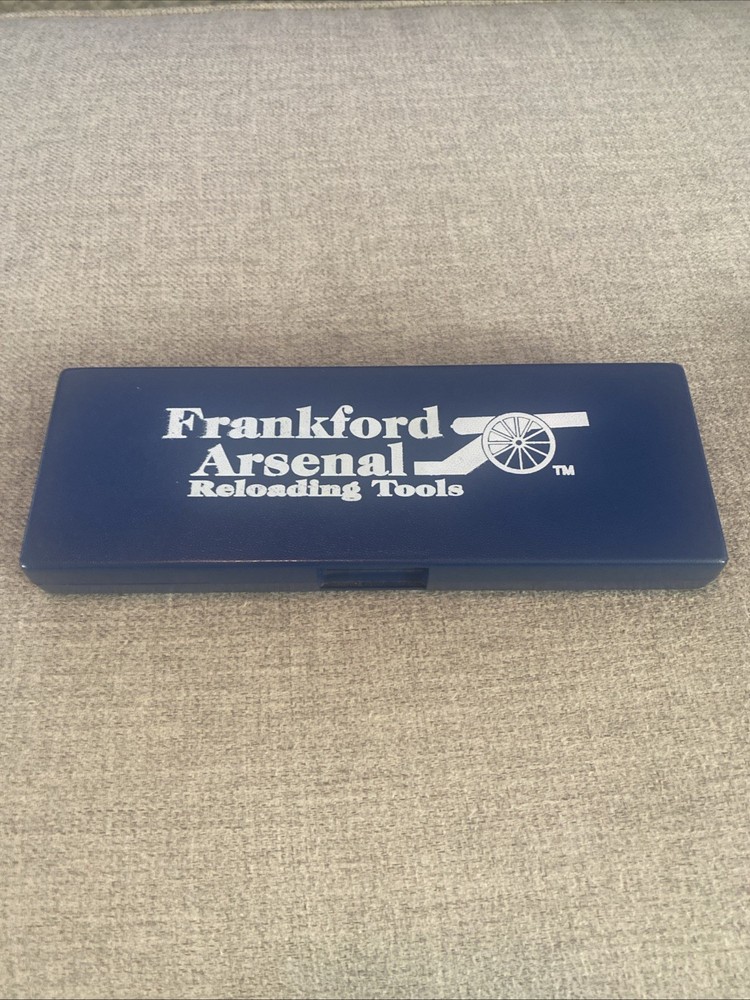 Frankford
Arsenal
Reloading Tools
TM